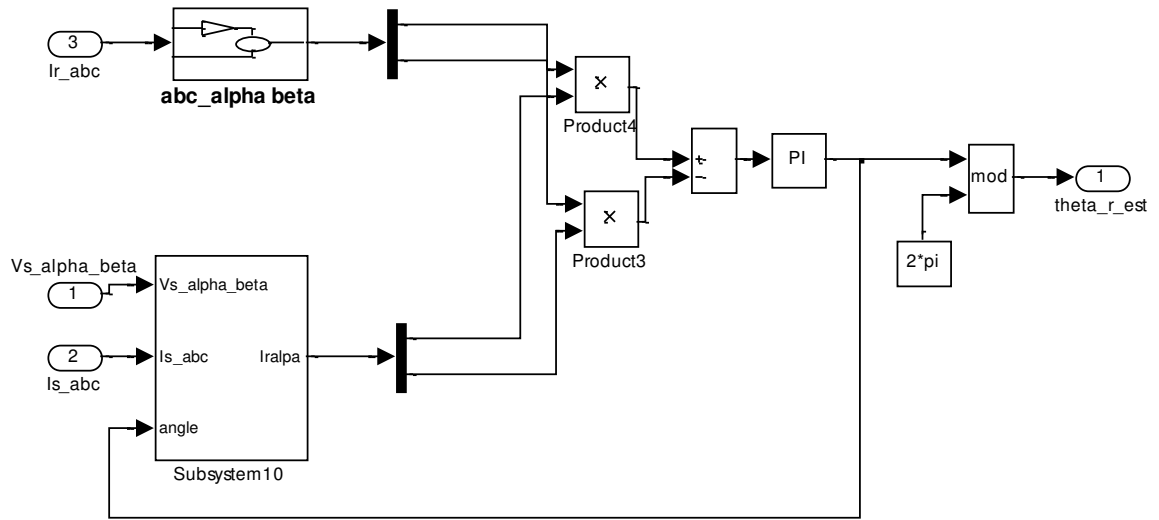 3
Ir_abc
abc_alpha beta
x
Product4
+
−
PI
mod
1
theta_r_est
2*pi
x
Product3
Vs_alpha_beta
1
2
Is_abc
Vs_alpha_beta
Is_abc
Iralpa
angle
Subsystem10